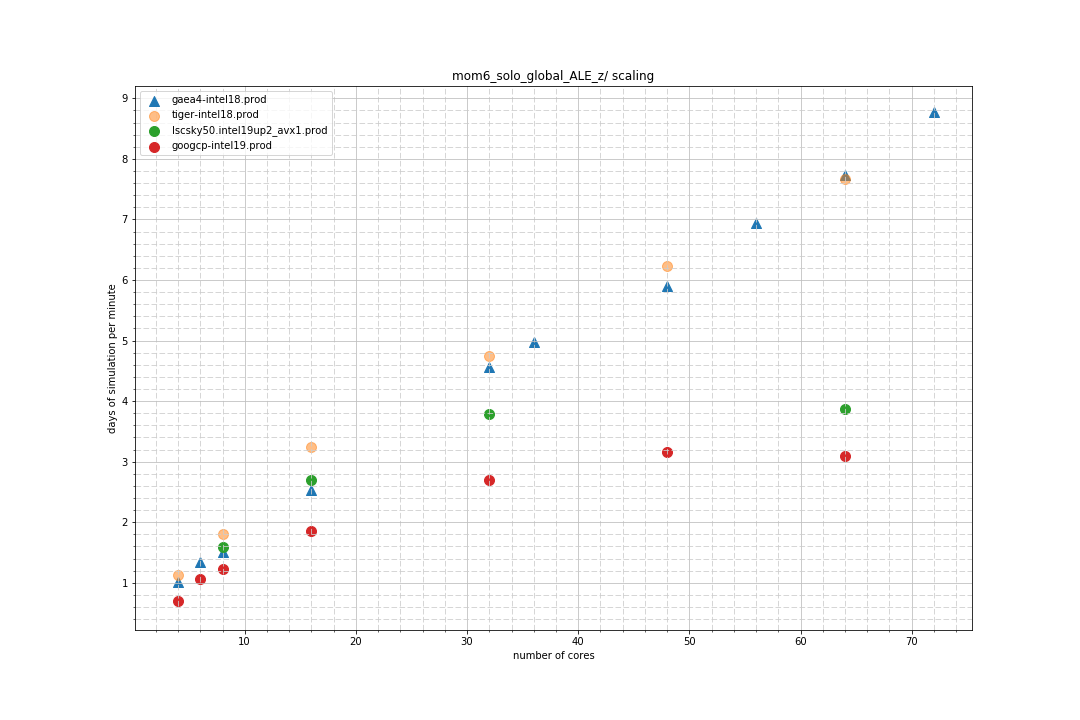 mom6_solo_global_ALE_z/ scaling
gaea4-intel18.prod
tiger-intel18.prod
lscsky50.intel19up2_avx1.prod
googcp-intel19.prod
days of simulation per minute
9
8
7
6
5
4
3
2
1
10 20 30 40 50 60 70
number of cores